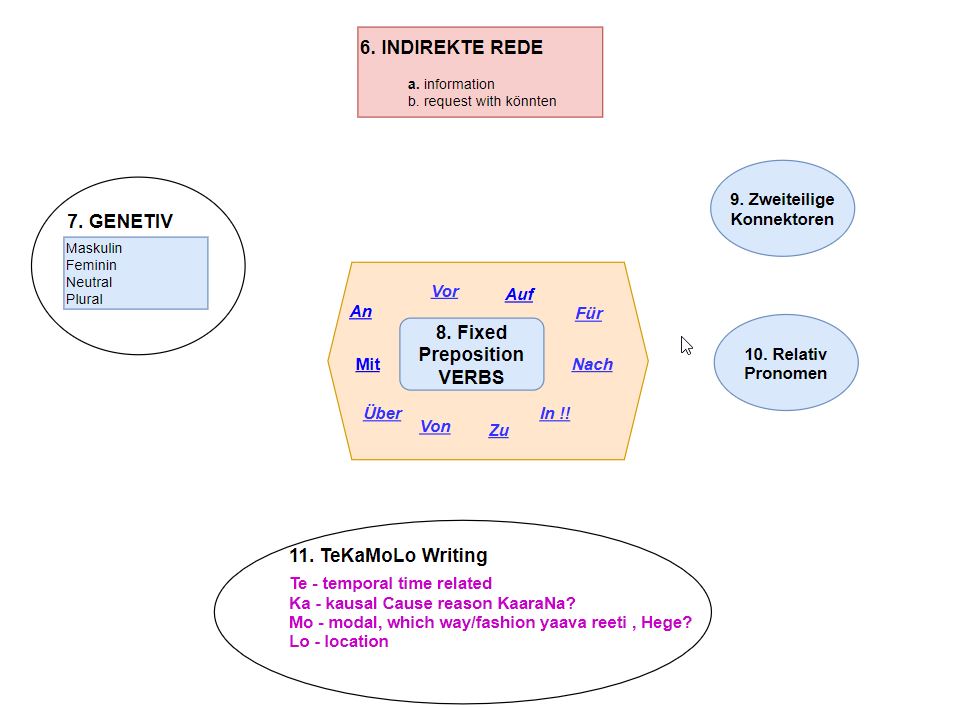 6. INDIREKTE REDE
a. information
b. request with könnten
7. GENETIV
Maskulin
Feminin
Neutral
Plural
9. Zweiteilige
Konnektoren
Vor
Auf
An
Für
8. Fixed
Preposition
VERBS
Mit
Nach
Über
Von
Zu
In !!
10. Relativ
Pronomen
11. TeKaMoLo Writing
Te - temporal time related
Ka - kausal Cause reason KaaraNa?
Mo - modal, which way/fashion yaava reeti , Hege?
Lo - location